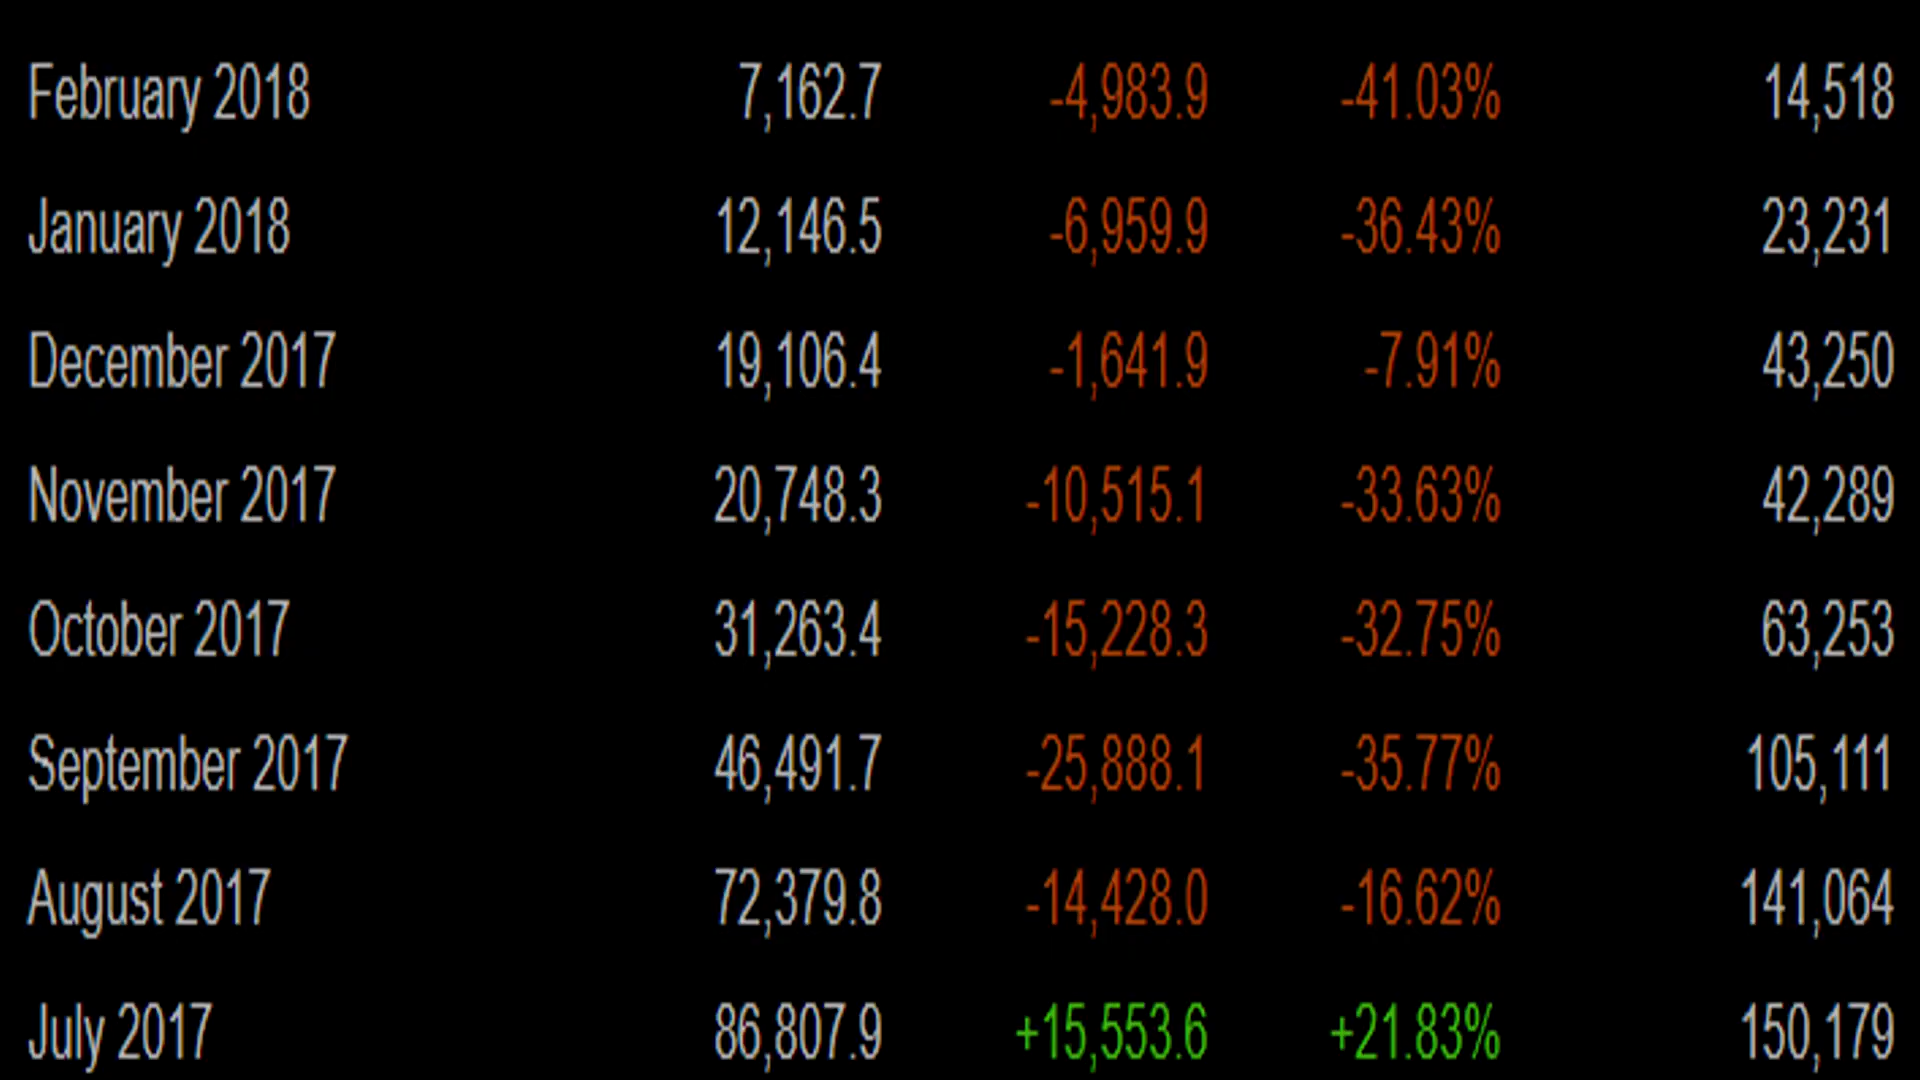 February 2018 7,162.7 -4,983.9 -41.03% 14,518
January 2018 12,146.5 -6,959.9 -36.43% 23,231
December 2017 19,106.4 -1,641.9 -7.91% 43,250
November 2017 20,748.3 -10,515.1 -33.63% 42,289
October 2017 31,263.4 -15,228.3 -32.75% 63,253
September 2017 46,491.7 -25,888.1 -35.77% 105,111
August 2017 72,379.8 -14,428.0 -16.62% 141,064
July 2017 86,807.9 +15,553.6 +21.83% 150,179